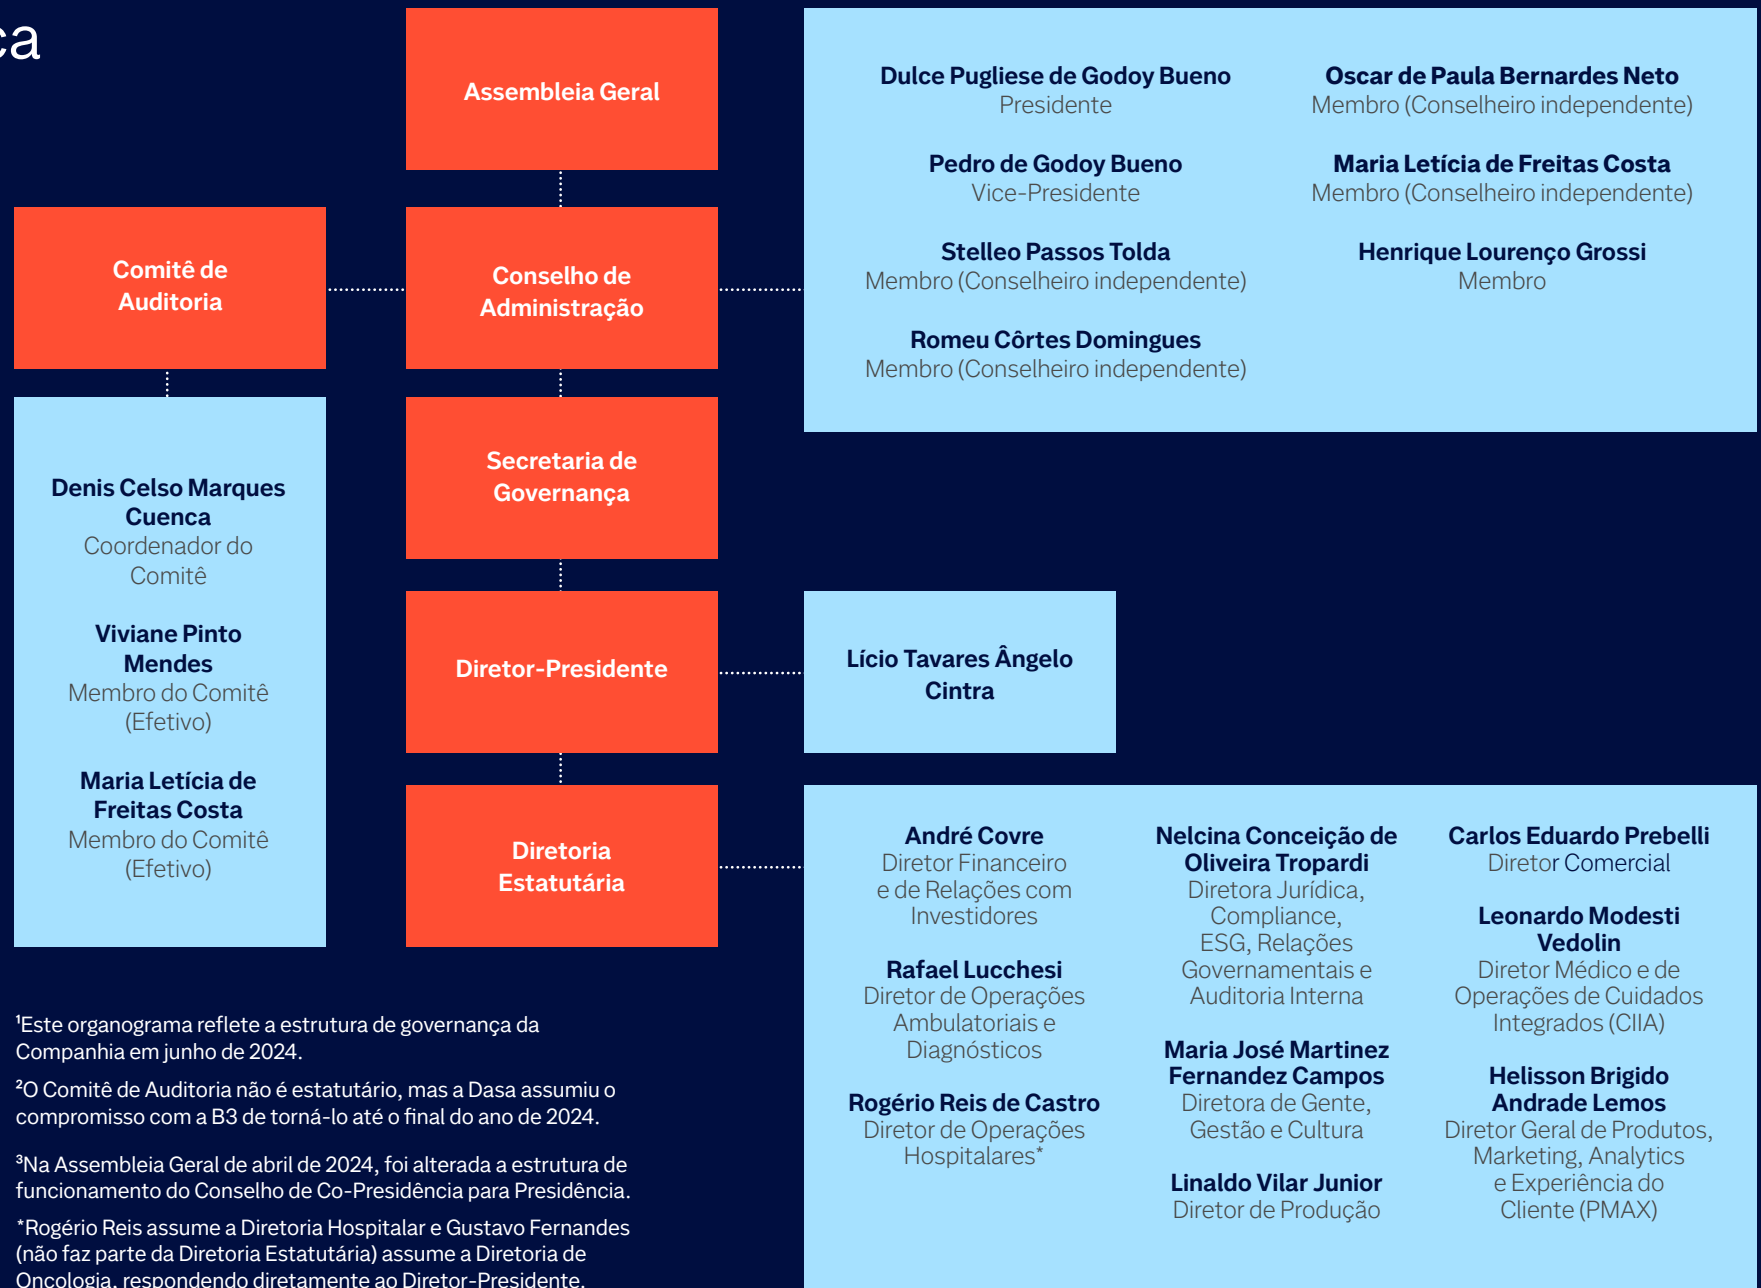 ca
Assembleia Geral
Dulce Pugliese de Godoy Bueno
Presidente
Pedro de Godoy Bueno
Vice-Presidente
Stelleo Passos Tolda
Membro (Conselheiro independente)
Romeu Côrtes Domingues
Membro (Conselheiro independente)
Oscar de Paula Bernardes Neto
Membro (Conselheiro independente)
Maria Letícia de Freitas Costa
Membro (Conselheiro independente)
Henrique Lourenço Grossi
Membro
Comitê de
Auditoria
Conselho de
Administração
Denis Celso Marques
Cuenca
Coordenador do
Comitê
Viviane Pinto
Mendes
Membro do Comitê
(Efetivo)
Maria Letícia de
Freitas Costa
Membro do Comitê
(Efetivo)
Secretaria de
Governança
Diretor-Presidente
Lício Tavares Ângelo
Cintra
Diretoria
Estatutária
André Covre
Diretor Financeiro
e de Relações com
Investidores
Rafael Lucchesi
Diretor de Operações
Ambulatoriais e
Diagnósticos
Rogério Reis de Castro
Diretor de Operações
Hospitalares*
Nelcina Conceição de
Oliveira Tropardi
Diretora Jurídica,
Compliance,
ESG, Relações
Governamentais e
Auditoria Interna
Maria José Martinez
Fernandez Campos
Diretora de Gente,
Gestão e Cultura
Linaldo Vilar Junior
Diretor de Produção
Carlos Eduardo Prebelli
Diretor Comercial
Leonardo Modesti
Vedolin
Diretor Médico e de
Operações de Cuidados
Integrados (CIIA)
Helisson Brigido
Andrade Lemos
Diretor Geral de Produtos,
Marketing, Analytics
e Experiência do
Cliente (PMAX)
¹Este organograma reflete a estrutura de governança da
Companhia em junho de 2024.
²O Comitê de Auditoria não é estatutário, mas a Dasa assumiu o
compromisso com a B3 de torná-lo até o final do ano de 2024.
³Na Assembleia Geral de abril de 2024, foi alterada a estrutura de
funcionamento do Conselho de Co-Presidência para Presidência.
*Rogério Reis assume a Diretoria Hospitalar e Gustavo Fernandes
(não faz parte da Diretoria Estatutária) assume a Diretoria de
Oncologia, respondendo diretamente ao Diretor-Presidente.